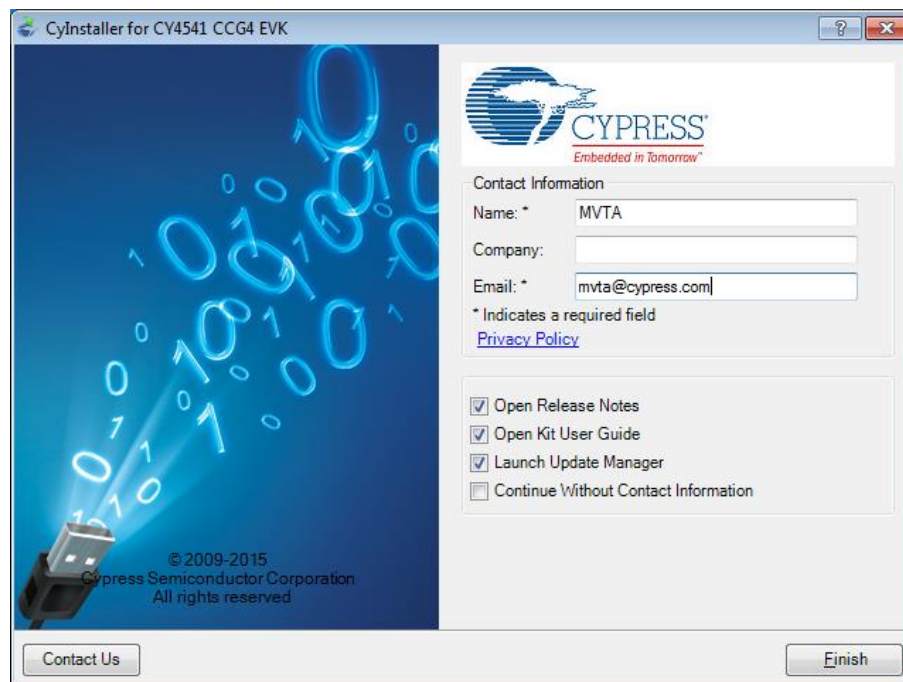 CyInstaller for CY4541 CCG4 EVK
CYPRESS
Embedded in Tomorrow™
Contact Information
Name: * MVTA
Company:
Email: * mvta@cypress.com
* Indicates a required field
Privacy Policy
Open Release Notes
Open Kit User Guide
Launch Update Manager
Continue Without Contact Information
© 2009-2015
Cypress Semiconductor Corporation
All rights reserved
Contact Us
Finish